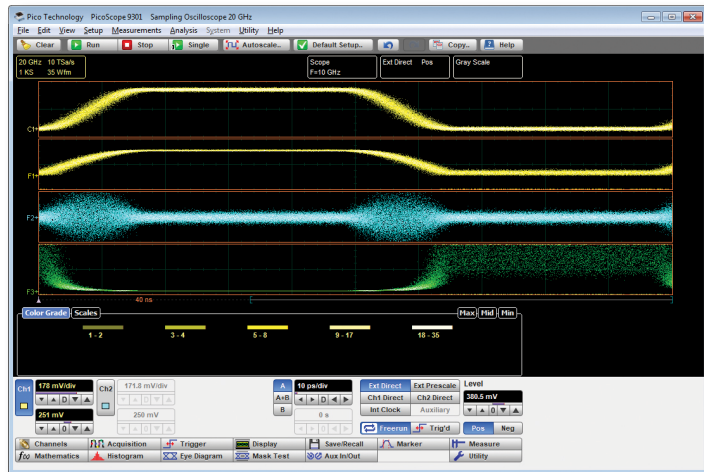 Pico Technology PicoScope 9301 Sampling Oscilloscope 20 GHz
File Edit View Setup Measurements Analysis System Utility Help
Clear Run Stop Single Autoscale.. Default Setup.. Copy.. Help
20 GHz 10 TSa/s Scope Ext Direct Pos Gray Scale
1 KS 35 Wfm F=10 GHz
C1+
F1+
F2+
F3+
40 ns
Color Grade Scales Max Mid Min
1 - 2 3 - 4 5 - 8 9 - 17 18 - 35
Ch1 178 mV/div Ch2 171.8 mV/div A 10 ps/div Ext Direct Ext Prescale Level
D D A+B D Ch1 Direct Ch2 Direct 380.5 mV
251 mV 250 mV B 0 s Int Clock Auxiliary 0
0 0 0 Freerun Trig'd Pos Neg
Channels Acquisition Trigger Display Save/Recall Marker Measure
f(x) Mathematics Histogram Eye Diagram Mask Test Aux In/Out Utility